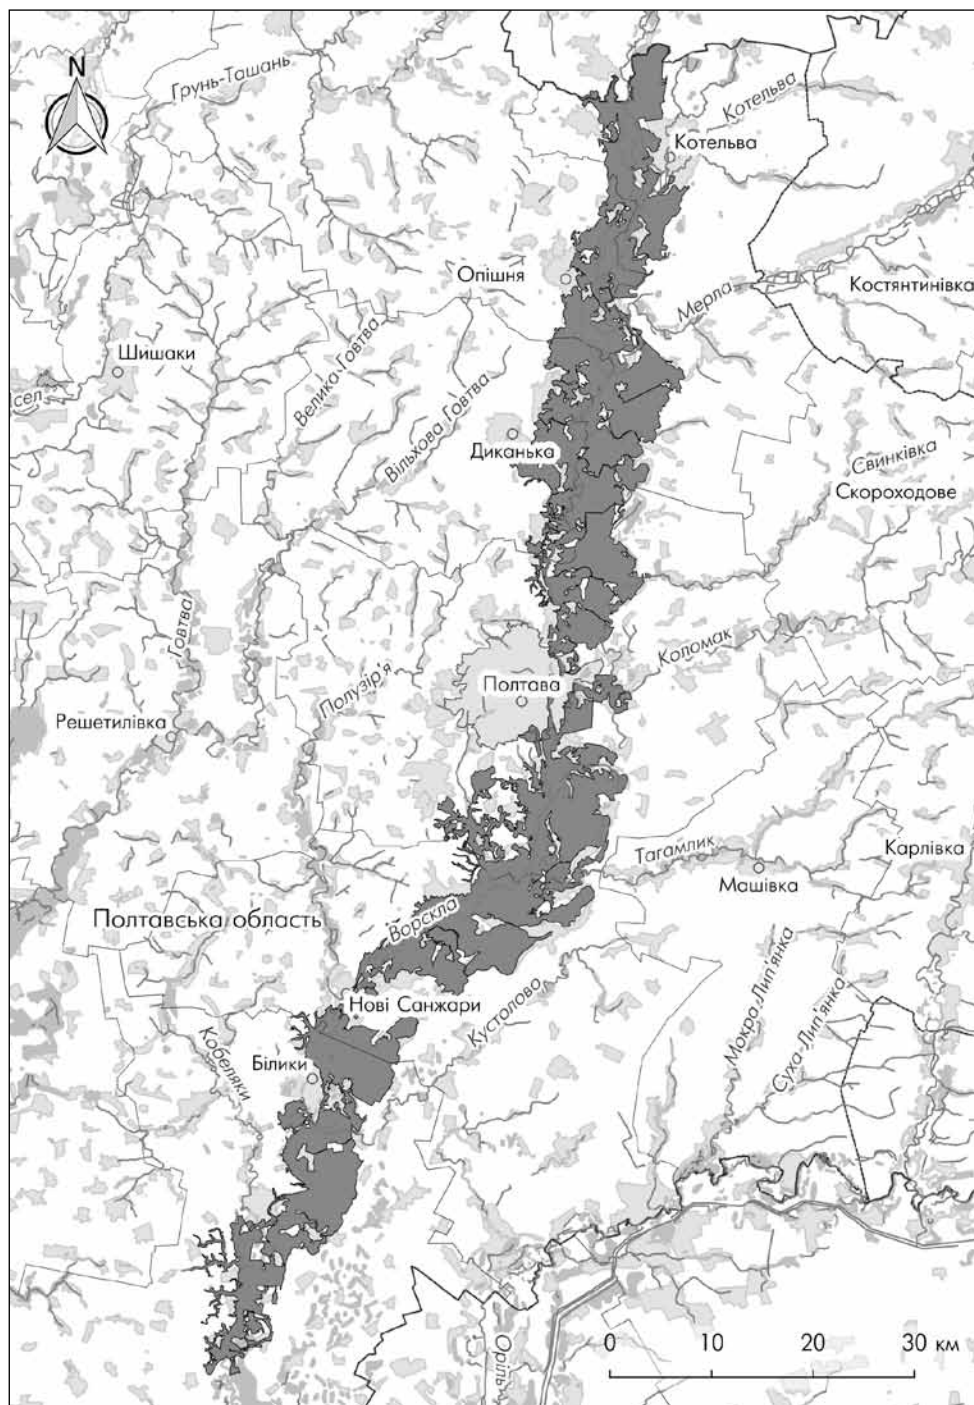 N
Грунь-Ташань
Котельва
Котельва
Опішня
Мерла
Костянтинівка
Шишаки
Велика-Говтва
сел
Вільхова Говтва
Диканька
Свинківка
Скороходове
Говтва
Коломак
Полузір'я
Полтава
Решетилівка
Тагамлик
Карлівка
Машівка
Ворскла
Полтавська область
Мокра Лип'янка
Суха-Лип'янка
Нові Санжари
Кустолово
Кобеляки
Білики
Оріль
0 10 20 30 км